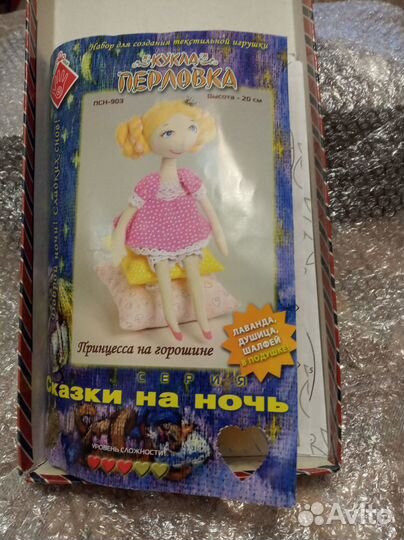 Набор для создания текстильной игрушки
КУКЛА
ПЕРЛОВКА
ПСН-903
Высота - 20 см
Принцесса на горошине
ЛАВАНДА,
ДУШИЦА,
ШАЛФЕЙ
В ПОДУШКЕ
СЕРИЯ
Сказки на ночь
УРОВЕНЬ СЛОЖНОСТИ:
Avito